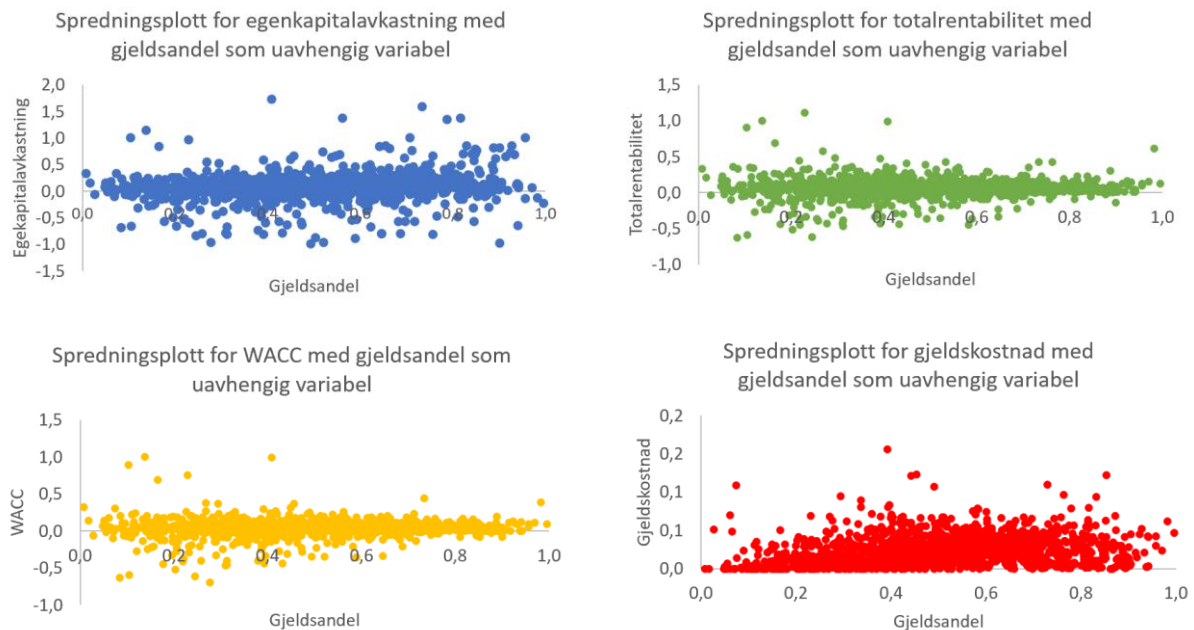 Spredningsplott for egenkapitalavkastning med
gjeldsandel som uavhengig variabel
Egekapitalavkastning
2,0
1,5
1,0
0,5
0,0
-0,5
-1,0
-1,5
0,0 0,2 0,4 0,6 0,8 1,0
Gjeldsandel
Spredningsplott for totalrentabilitet med
gjeldsandel som uavhengig variabel
Totalrentabilitet
1,5
1,0
0,5
0,0
-0,5
-1,0
0,0 0,2 0,4 0,6 0,8 1,0
Gjeldsandel
Spredningsplott for WACC med gjeldsandel som
uavhengig variabel
WACC
1,5
1,0
0,5
0,0
-0,5
-1,0
0,0 0,2 0,4 0,6 0,8 1,0
Gjeldsandel
Spredningsplott for gjeldskostnad med
gjeldsandel som uavhengig variabel
Gjeldskostnad
0,2
0,2
0,1
0,1
0,0
0,0 0,2 0,4 0,6 0,8 1,0
Gjeldsandel